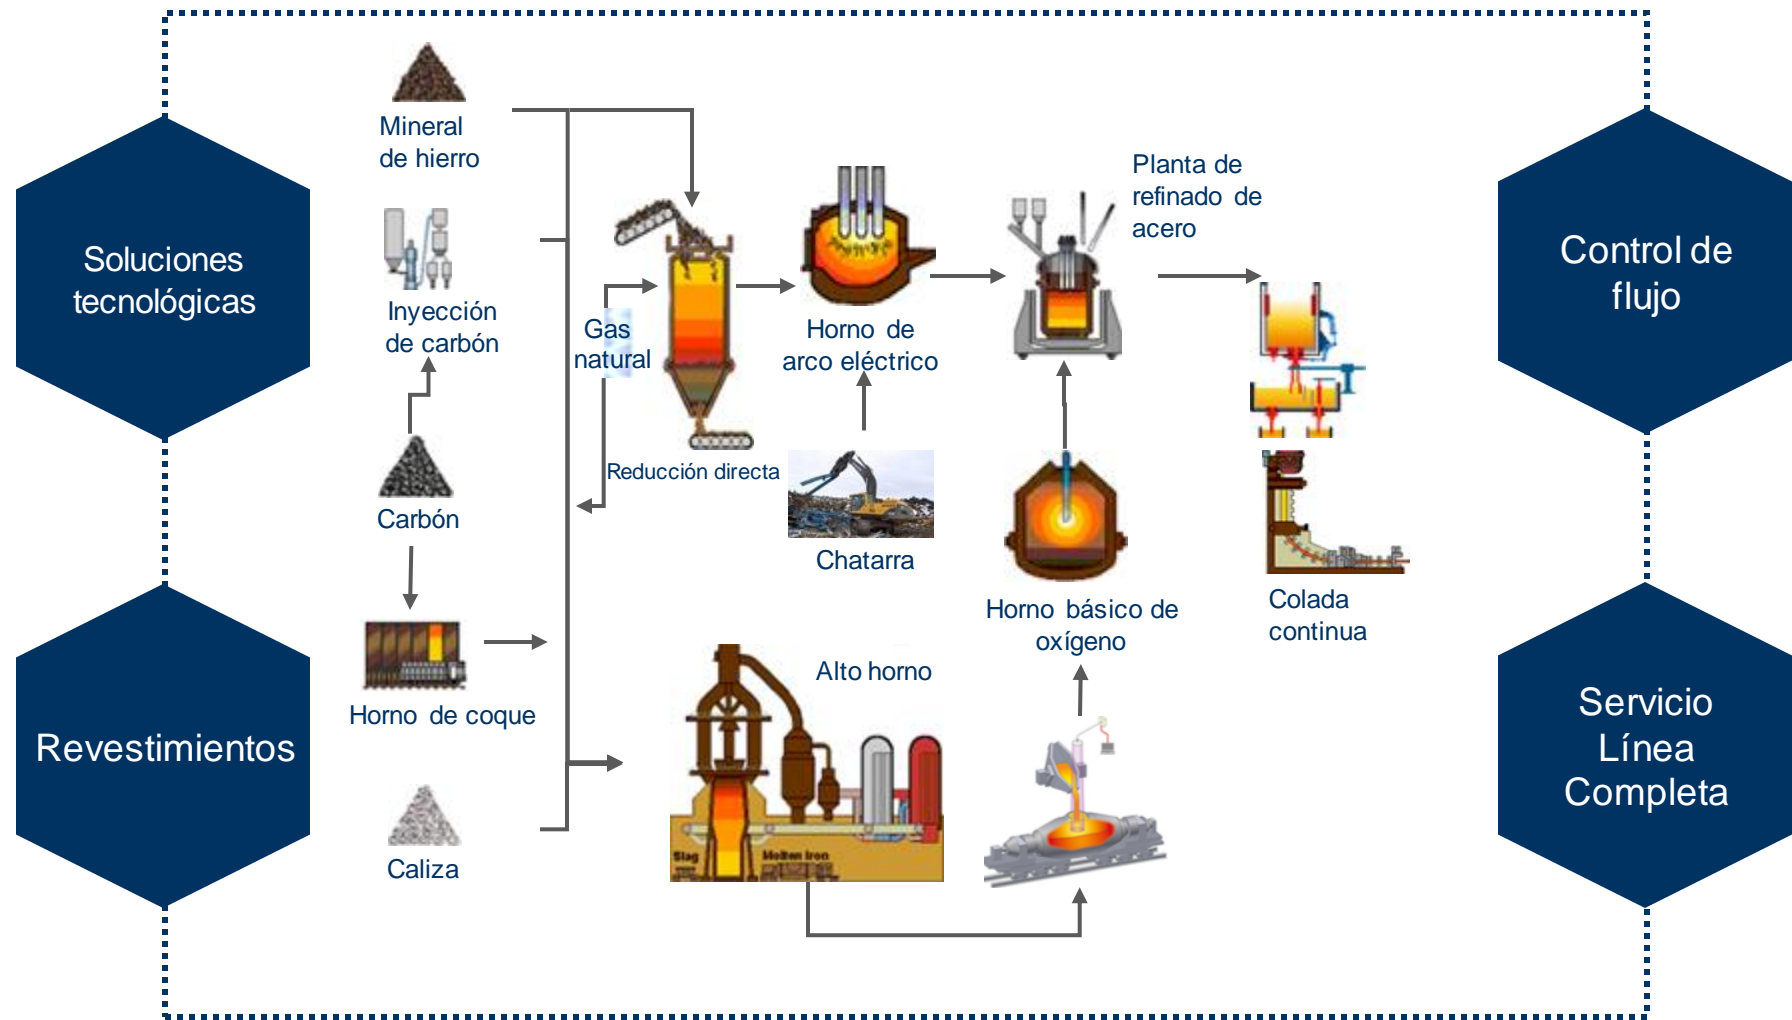 Mineral
de hierro
Soluciones
tecnológicas
Inyección
de carbón
Gas
natural
Horno de
arco eléctrico
Planta de
refinado de
acero
Control de
flujo
Carbón
Reducción directa
Chatarra
Horno básico de
oxígeno
Colada
continua
Horno de coque
Alto horno
Revestimientos
Caliza
Slag
Molten Iron
Servicio
Línea
Completa